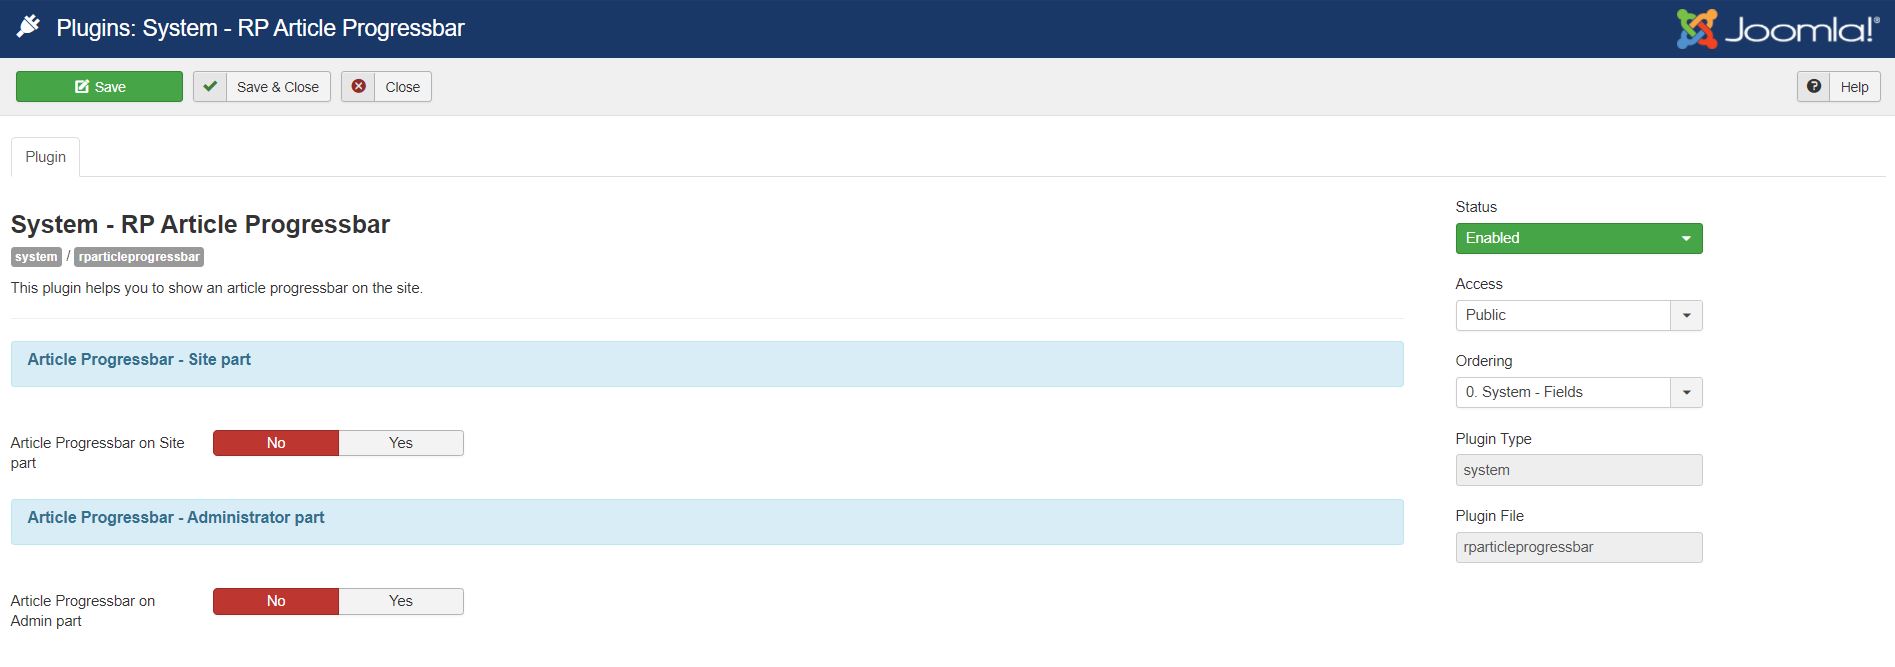 Plugins: System - RP Article Progressbar
Joomla!®
Save
Save & Close
Close
Help
Plugin
System - RP Article Progressbar
system / rparticleprogressbar
This plugin helps you to show an article progressbar on the site.
Article Progressbar - Site part
Article Progressbar on Site
part
No
Yes
Article Progressbar - Administrator part
Article Progressbar on
Admin part
No
Yes
Status
Enabled
Access
Public
Ordering
0. System - Fields
Plugin Type
system
Plugin File
rparticleprogressbar